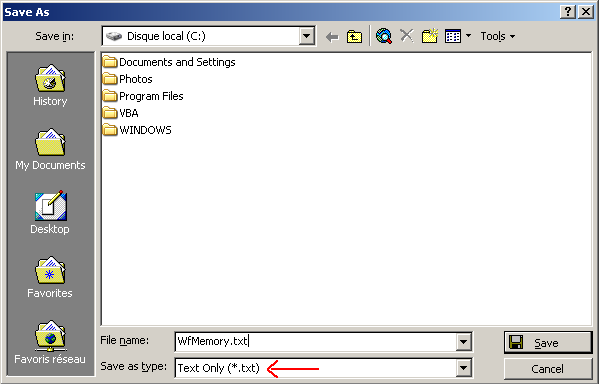 Save As
Save in: Disque local (C:) Tools
Documents and Settings
Photos
Program Files
VBA
WINDOWS
History
My Documents
Desktop
Favorites
Favoris réseau
File name: WfMemory.txt Save
Save as type: Text Only (*.txt) Cancel